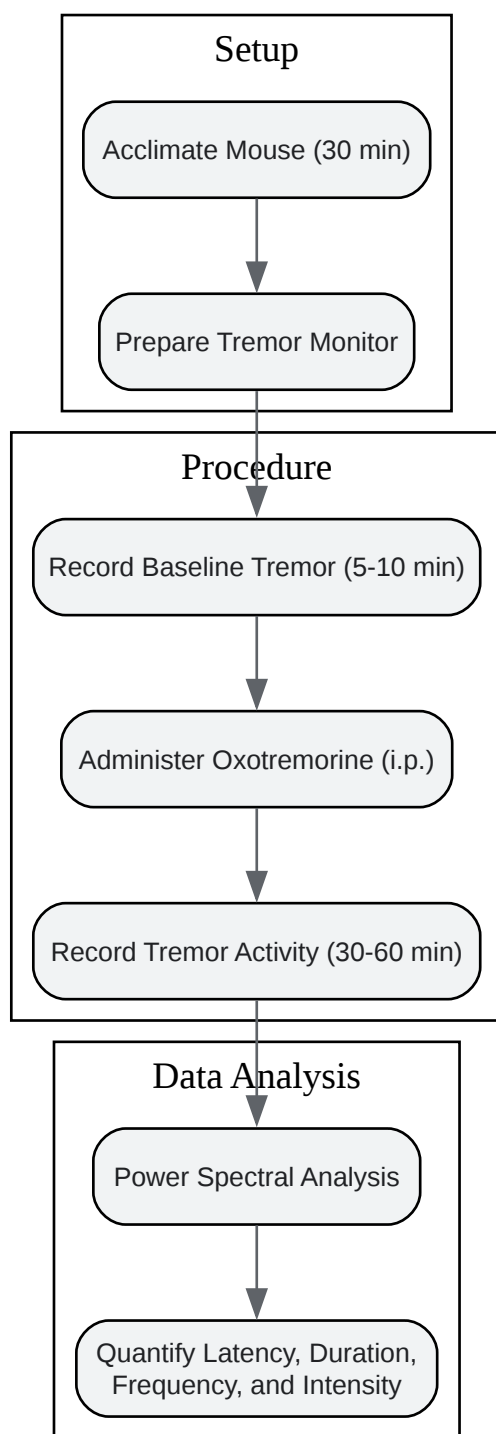 Setup
Acclimate Mouse (30 min)
Prepare Tremor Monitor
Procedure
Record Baseline Tremor (5-10 min)
Administer Oxotremorine (i.p.)
Record Tremor Activity (30-60 min)
Data Analysis
Power Spectral Analysis
Quantify Latency, Duration,
Frequency, and Intensity